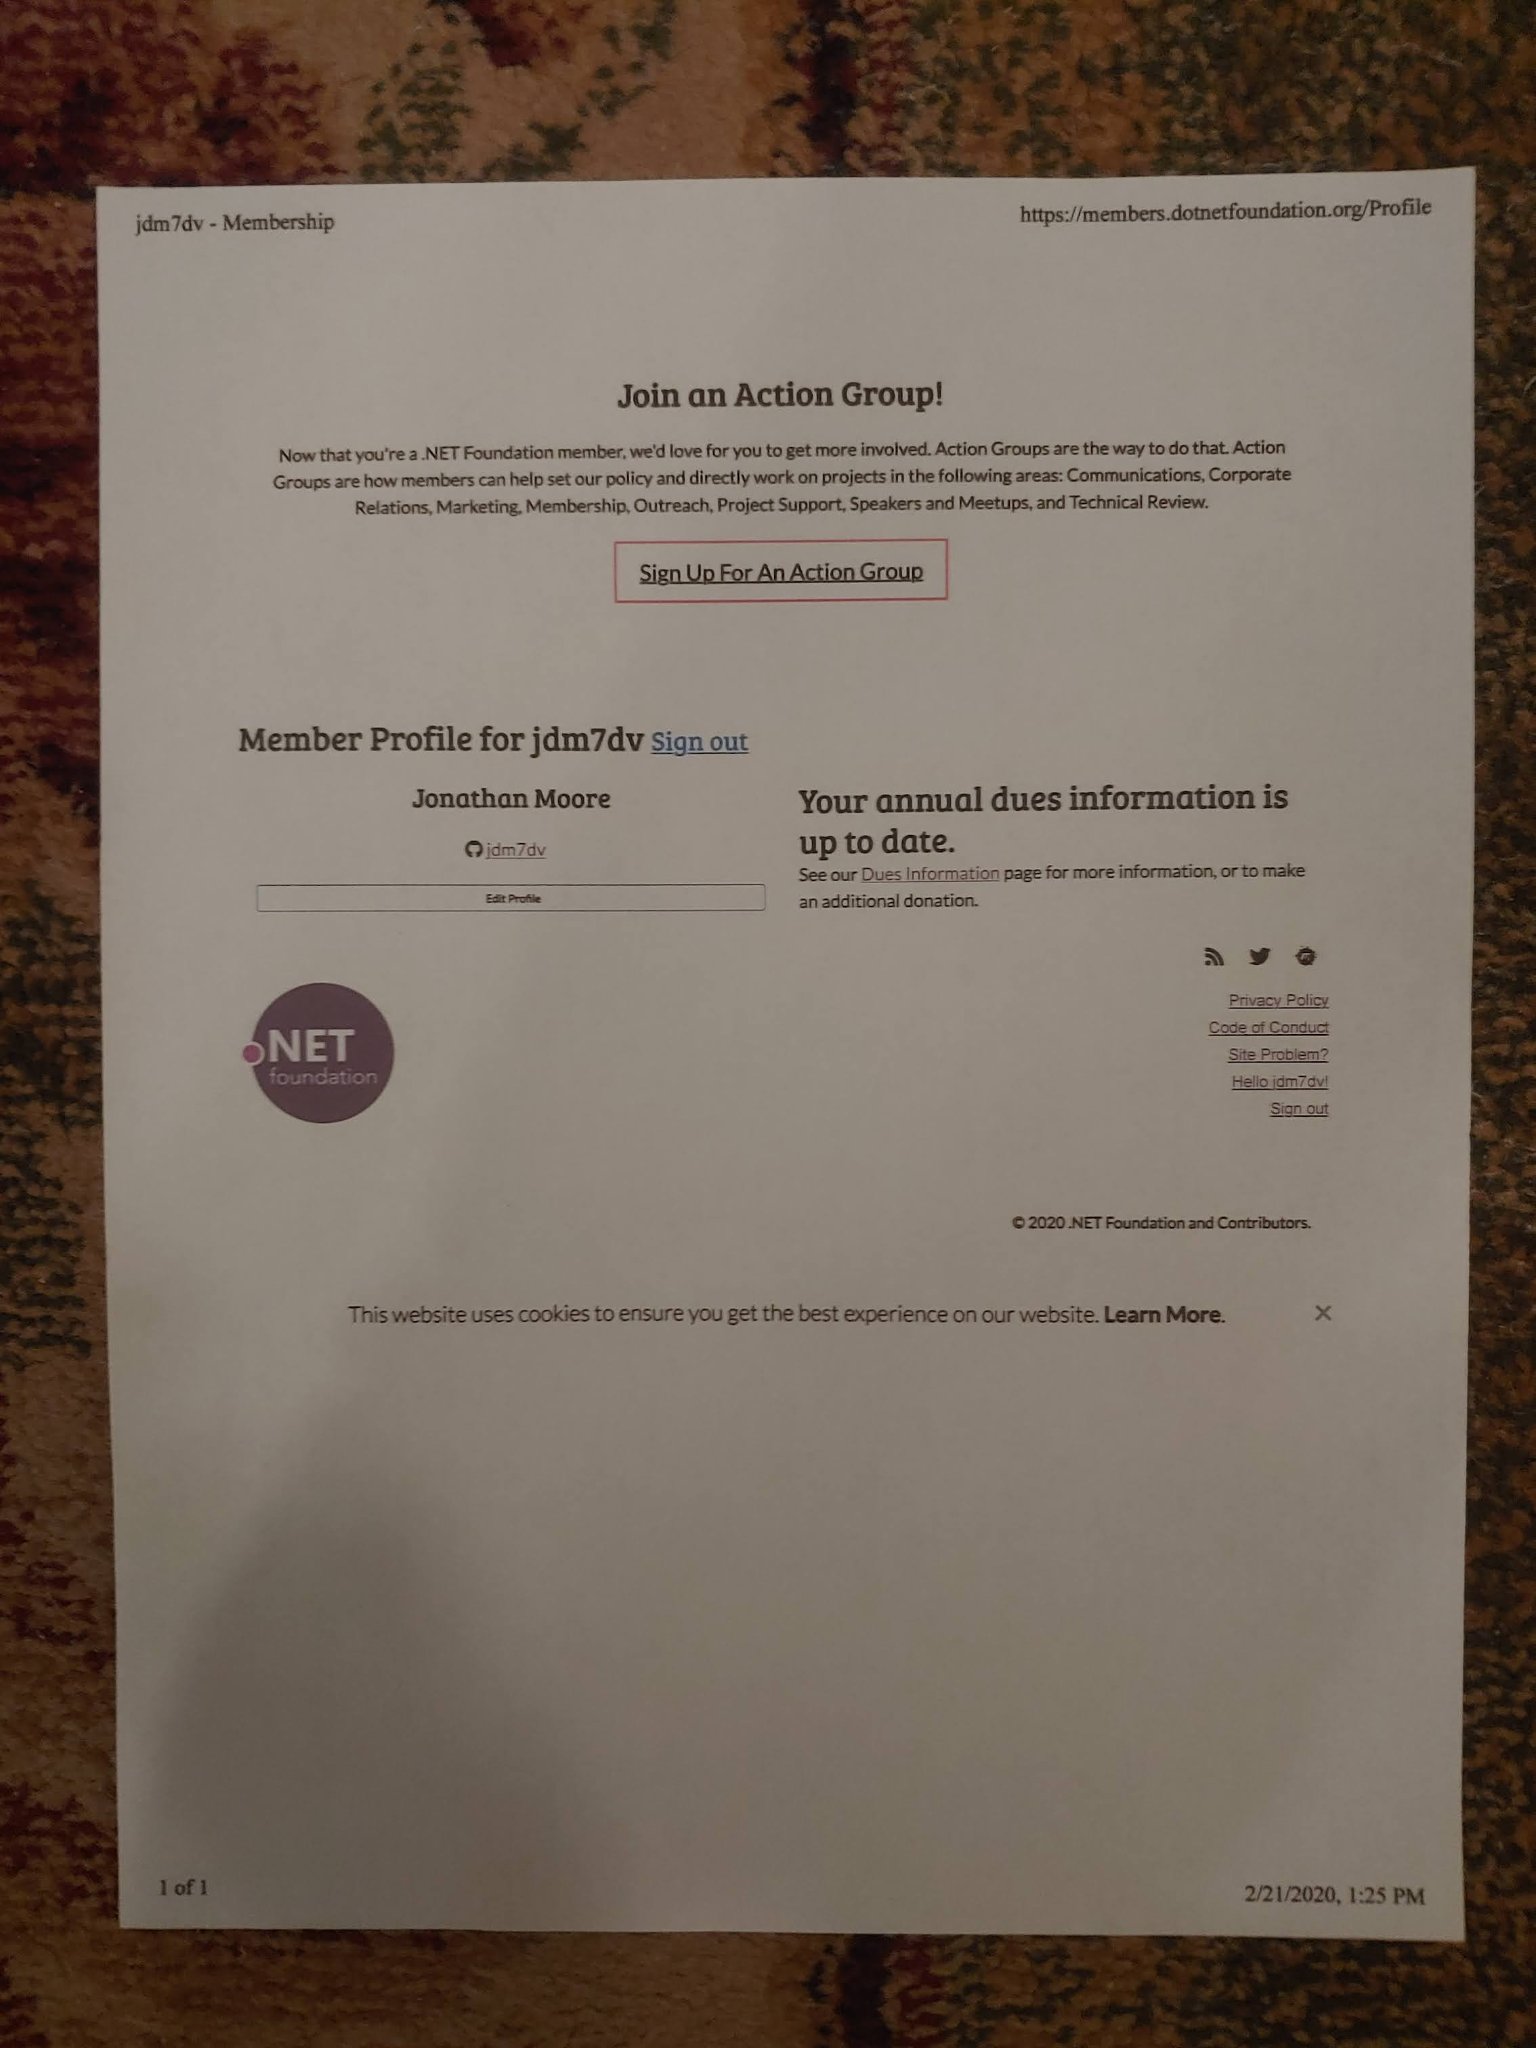 jdm7dv - Membership
https://members.dotnetfoundation.org/Profile
Join an Action Group!
Now that you're a .NET Foundation member, we'd love for you to get more involved. Action Groups are the way to do that. Action
Groups are how members can help set our policy and directly work on projects in the following areas: Communications, Corporate
Relations, Marketing, Membership, Outreach, Project Support, Speakers and Meetups, and Technical Review.
Sign Up For An Action Group
Member Profile for jdm7dv Sign out
Jonathan Moore
jdm7dv
Edit Profile
Your annual dues information is
up to date.
See our Dues Information page for more information, or to make
an additional donation.
.NET
foundation
Privacy Policy
Code of Conduct
Site Problem?
Hello jdm7dv!
Sign out
© 2020 .NET Foundation and Contributors.
This website uses cookies to ensure you get the best experience on our website. Learn More. ×
1 of 1
2/21/2020, 1:25 PM